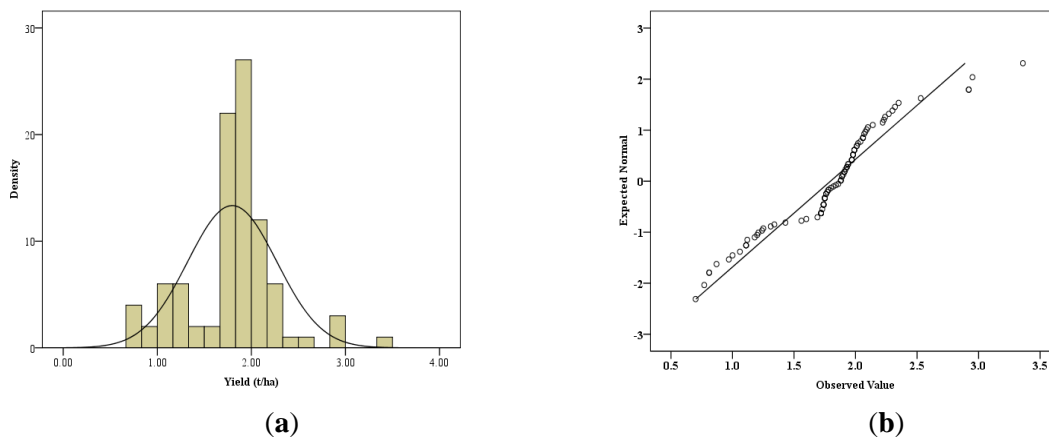 30
20
10
0
Density
0.00 1.00 2.00 3.00 4.00
Yield (t/ha)
(a)
3
2
1
0
-1
-2
-3
Expected Normal
0.5 1.0 1.5 2.0 2.5 3.0 3.5
Observed Value
(b)